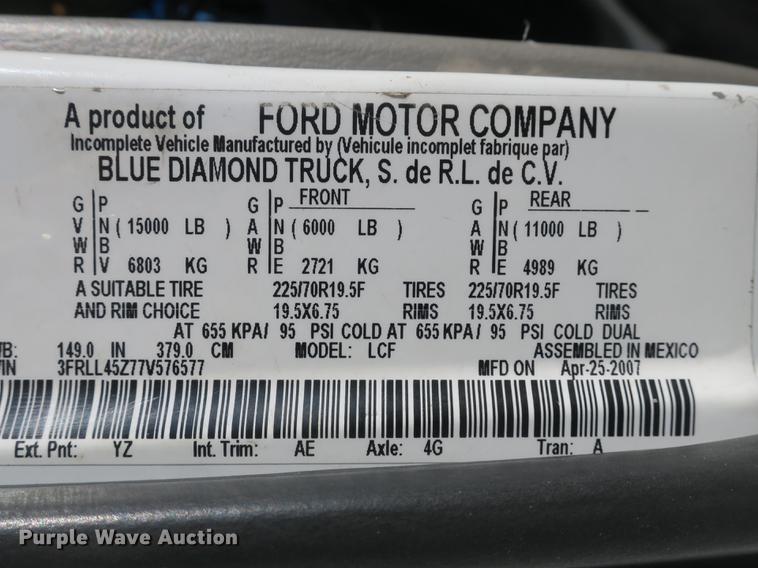 A product of FORD MOTOR COMPANY
Incomplete Vehicle Manufactured by (Vehicule incomplet fabrique par)
BLUE DIAMOND TRUCK, S. de R.L. de C.V.
G P G P FRONT G P REAR
V N ( 15000 LB ) A N ( 6000 LB ) A N ( 11000 LB )
W B W B W B
R V 6803 KG R E 2721 KG R E 4989 KG
A SUITABLE TIRE 225/70R19.5F TIRES 225/70R19.5F TIRES
AND RIM CHOICE 19.5X6.75 RIMS 19.5X6.75 RIMS
AT 655 KPA/ 95 PSI COLD AT 655 KPA/ 95 PSI COLD DUAL
WB: 149.0 IN 379.0 CM MODEL: LCF ASSEMBLED IN MEXICO
VIN 3FRLL45Z77V576577 MFD ON Apr-25-2007
Ext. Pnt: YZ Int. Trim: AE Axle: 4G Tran: A
Purple Wave Auction